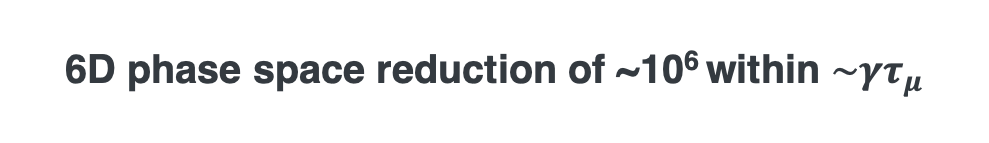 6D phase space reduction of ~10⁶ within ~γτ_μ